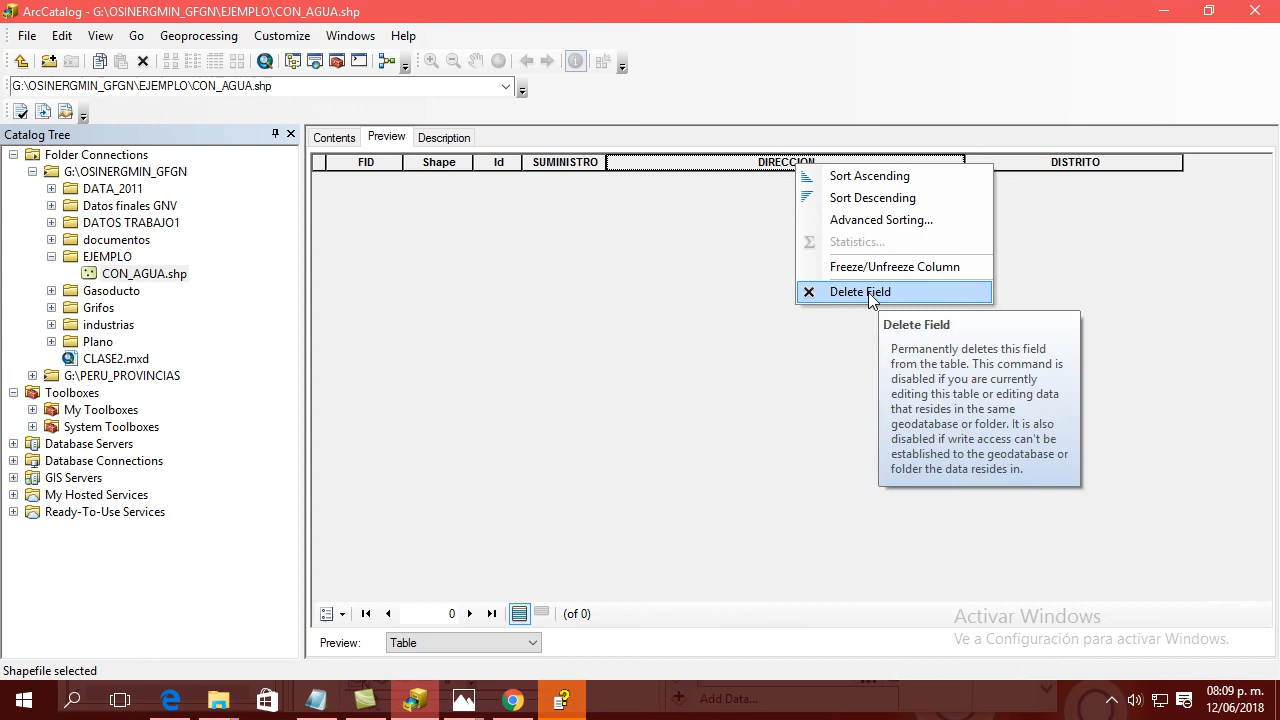 ArcCatalog - G:\OSINERGMIN_GFGN\EJEMPLO\CON_AGUA.shp
File Edit View Go Geoprocessing Customize Windows Help
G:\OSINERGMIN_GFGN\EJEMPLO\CON_AGUA.shp
Catalog Tree
Folder Connections
G:\OSINERGMIN_GFGN
DATA_2011
Datos finales GNV
DATOS TRABAJO1
documentos
EJEMPLO
CON_AGUA.shp
Gasoducto
Grifos
industrias
Plano
CLASE2.mxd
G:\PERU_PROVINCIAS
Toolboxes
My Toolboxes
System Toolboxes
Database Servers
Database Connections
GIS Servers
My Hosted Services
Ready-To-Use Services
Contents Preview Description
FID Shape Id SUMINISTRO DIRECCION DISTRITO
Sort Ascending
Sort Descending
Advanced Sorting...
Statistics...
Freeze/Unfreeze Column
Delete Field
Delete Field
Permanently deletes this field
from the table. This command is
disabled if you are currently
editing this table or editing data
that resides in the same
geodatabase or folder. It is also
disabled if write access can't be
established to the geodatabase or
folder the data resides in.
0 (of 0)
Preview: Table
Activar Windows
Ve a Configuración para activar Windows.
Shapefile selected
Add Data...
08:09 p. m.
12/06/2018